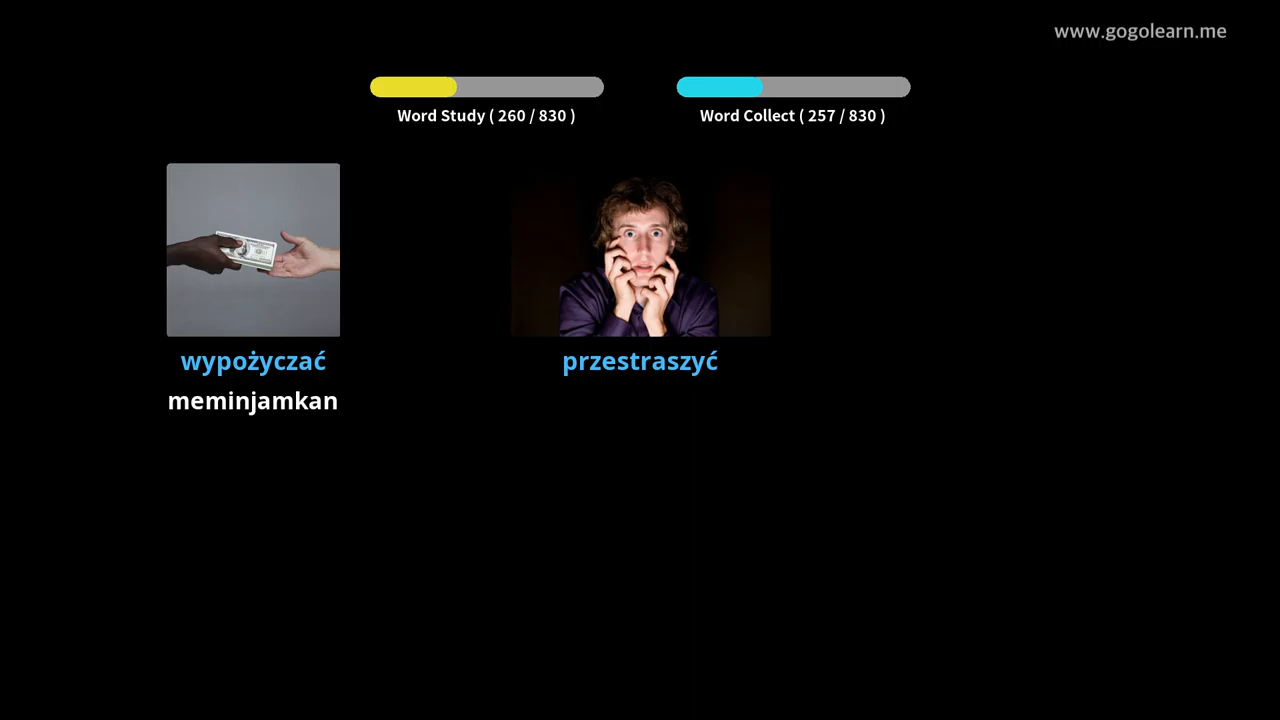 www.gogolearn.me
Word Study ( 260 / 830 )
Word Collect ( 257 / 830 )
wypożyczać
przestraszyć
meminjamkan